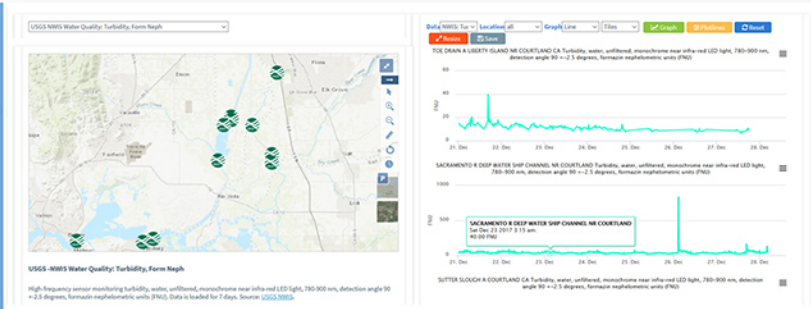 USGS NWIS Water Quality: Turbidity, Form Neph
Elk Grove
Vacaville
Fairfield
Rio Vista
Lodi
USGS -NWIS Water Quality: Turbidity, Form Neph
High-frequency sensor monitoring turbidity, water, unfiltered, monochrome near infra-red LED light, 780-900 nm, detection angle 90
+-2.5 degrees, formazin nephelometric units (FNU). Data is loaded for 7 days. Source: USGS NWIS.
Data NWIS: Tur Location all Graph Line Tiles Graph Plotlines Reset
Resize Save
TOE DRAIN A LIBERTY ISLAND NR COURTLAND CA Turbidity, water, unfiltered, monochrome near infra-red LED light, 780-900 nm,
detection angle 90 +-2.5 degrees, formazin nephelometric units (FNU)
60
40
20
0
FNU
21. Dec 22. Dec 23. Dec 24. Dec 25. Dec 26. Dec 27. Dec 28. Dec
SACRAMENTO R DEEP WATER SHIP CHANNEL NR COURTLAND Turbidity, water, unfiltered, monochrome near infra-red LED light,
780-900 nm, detection angle 90 +-2.5 degrees, formazin nephelometric units (FNU)
1000
500
0
FNU
SACRAMENTO R DEEP WATER SHIP CHANNEL NR COURTLAND
Sat Dec 23 2017 3:15 am:
40.00 FNU
21. Dec 22. Dec 23. Dec 24. Dec 25. Dec 26. Dec 27. Dec 28. Dec
SUTTER SLOUGH A COURTLAND CA Turbidity, water, unfiltered, monochrome near infra-red LED light, 780-900 nm, detection
angle 90 +-2.5 degrees, formazin nephelometric units (FNU)